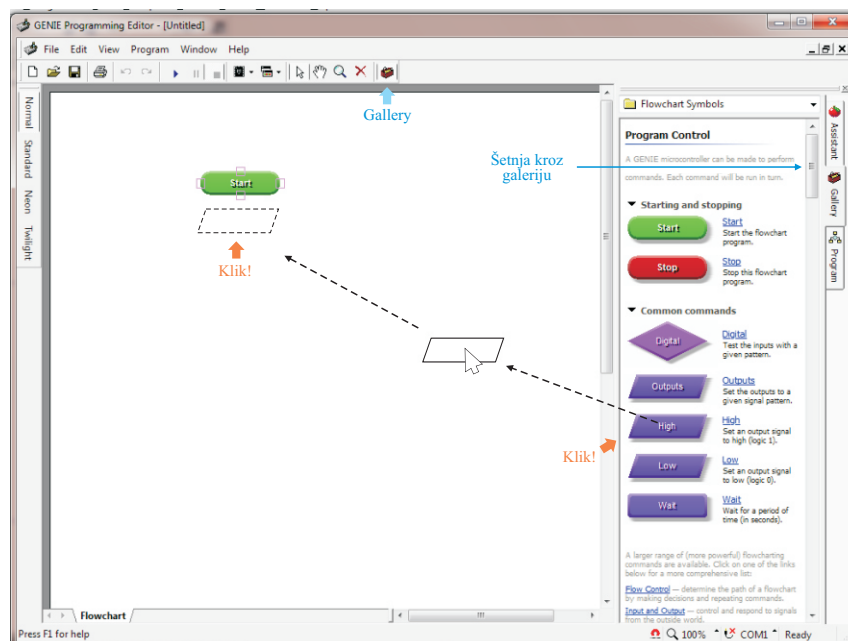 GENIE Programming Editor - [Untitled]
File Edit View Program Window Help
Gallery
Normal
Standard
Neon
Twilight
Start
Klik!
Šetnja kroz
galeriju
Klik!
Flowchart Symbols
Program Control
A GENIE microcontroller can be made to perform
commands. Each command will be run in turn.
Starting and stopping
Start
Start
Start the flowchart
program.
Stop
Stop
Stop this flowchart
program.
Common commands
Digital
Digital
Test the inputs with a
given pattern.
Outputs
Outputs
Set the outputs to a
given signal pattern.
High
High
Set an output signal
to high (logic 1).
Low
Low
Set an output signal
to low (logic 0).
Wait
Wait
Wait for a period of
time (in seconds).
A larger range of (more powerful) flowcharting
commands are available. Click on one of the links
below for a more comprehensive list:
Flow Control — determine the path of a flowchart
by making decisions and repeating commands.
Input and Output — control and respond to signals
from the outside world.
Assistant
Gallery
Program
Flowchart
Press F1 for help
100% COM1 Ready